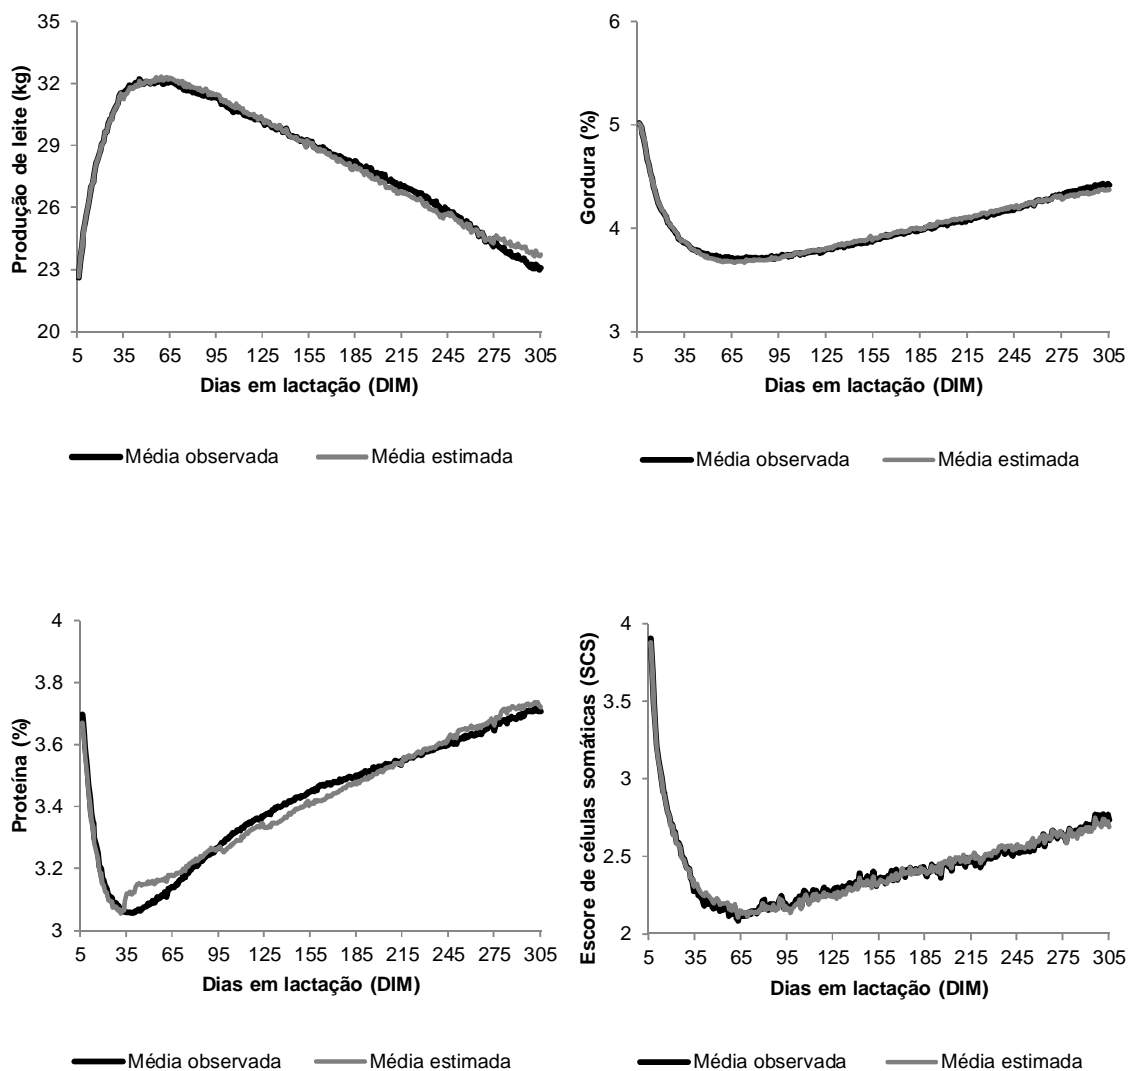 Produção de leite (kg)
35
32
29
26
23
20
5 35 65 95 125 155 185 215 245 275 305
Dias em lactação (DIM)
Média observada Média estimada
Gordura (%)
6
5
4
3
5 35 65 95 125 155 185 215 245 275 305
Dias em lactação (DIM)
Média observada Média estimada
Proteína (%)
4
3.8
3.6
3.4
3.2
3
5 35 65 95 125 155 185 215 245 275 305
Dias em lactação (DIM)
Média observada Média estimada
Escore de células somáticas (SCS)
4
3.5
3
2.5
2
5 35 65 95 125 155 185 215 245 275 305
Dias em lactação (DIM)
Média observada Média estimada